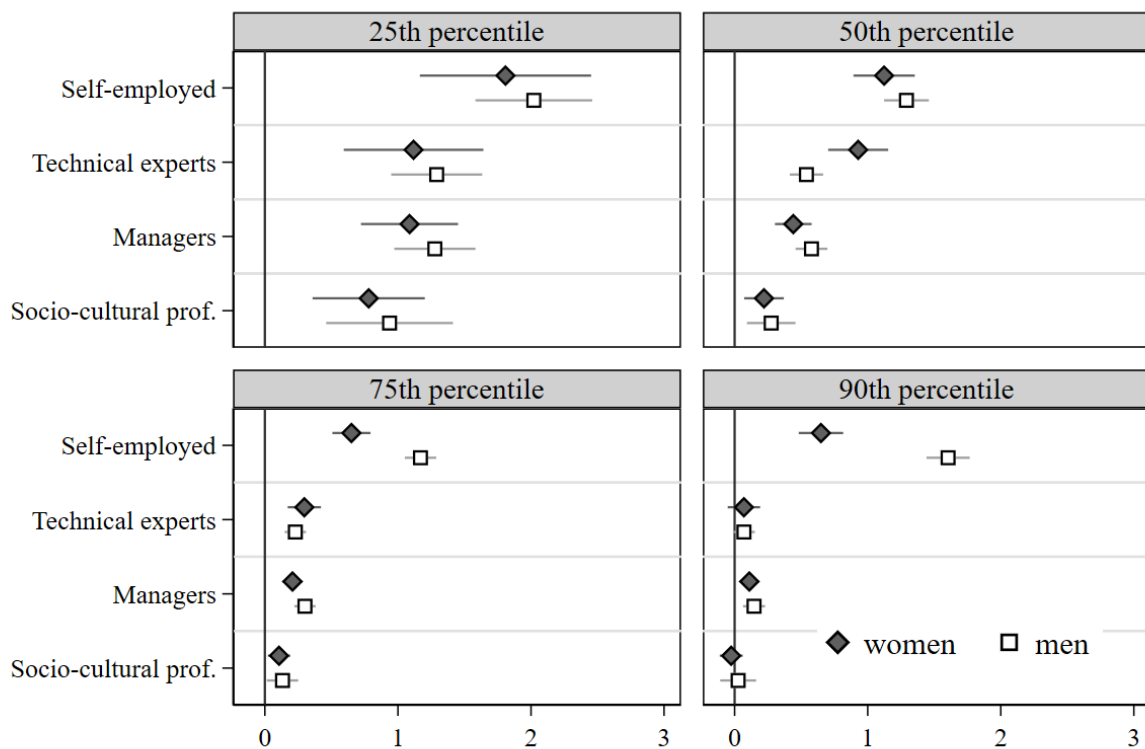 25th percentile
50th percentile
Self-employed
Technical experts
Managers
Socio-cultural prof.
75th percentile
90th percentile
Self-employed
Technical experts
Managers
Socio-cultural prof.
women men
0 1 2 3
0 1 2 3